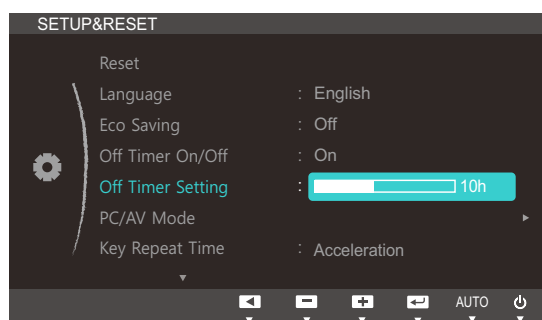 SETUP&RESET
Reset
Language : English
Eco Saving : Off
Off Timer On/Off : On
Off Timer Setting : 10h
PC/AV Mode
Key Repeat Time : Acceleration
AUTO